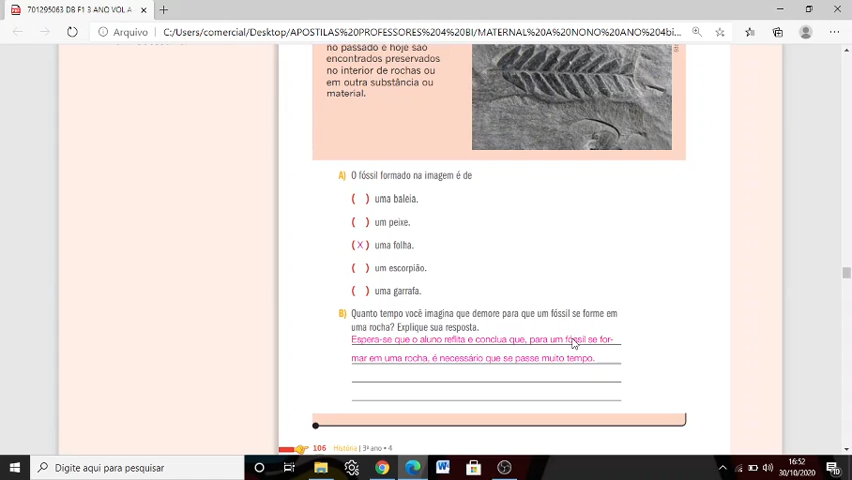 701295063 DB F1 3 ANO VOL A
Arquivo
C:/Users/comercial/Desktop/APOSTILAS%20PROFESSORES%204%20BI/MATERNAL%20A%20NONO%20ANO%204bi...
no passado e hoje são
encontrados preservados
no interior de rochas ou
em outra substância ou
material.
A) O fóssil formado na imagem é de
( ) uma baleia.
( ) um peixe.
( X ) uma folha.
( ) um escorpião.
( ) uma garrafa.
B) Quanto tempo você imagina que demore para que um fóssil se forme em
uma rocha? Explique sua resposta.
Espera-se que o aluno reflita e conclua que, para um fóssil se for-
mar em uma rocha, é necessário que se passe muito tempo.
106 História | 3º ano • 4
Digite aqui para pesquisar
16:52
30/10/2020